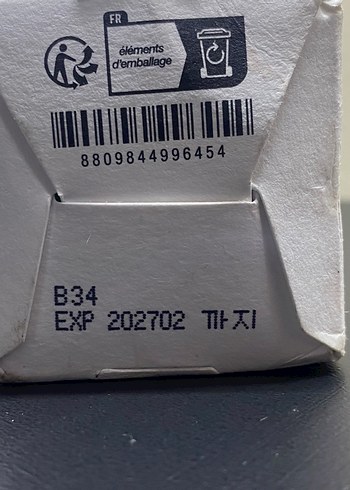 FR
éléments
d'emballage
8809844996454
B34
EXP 202702 까지